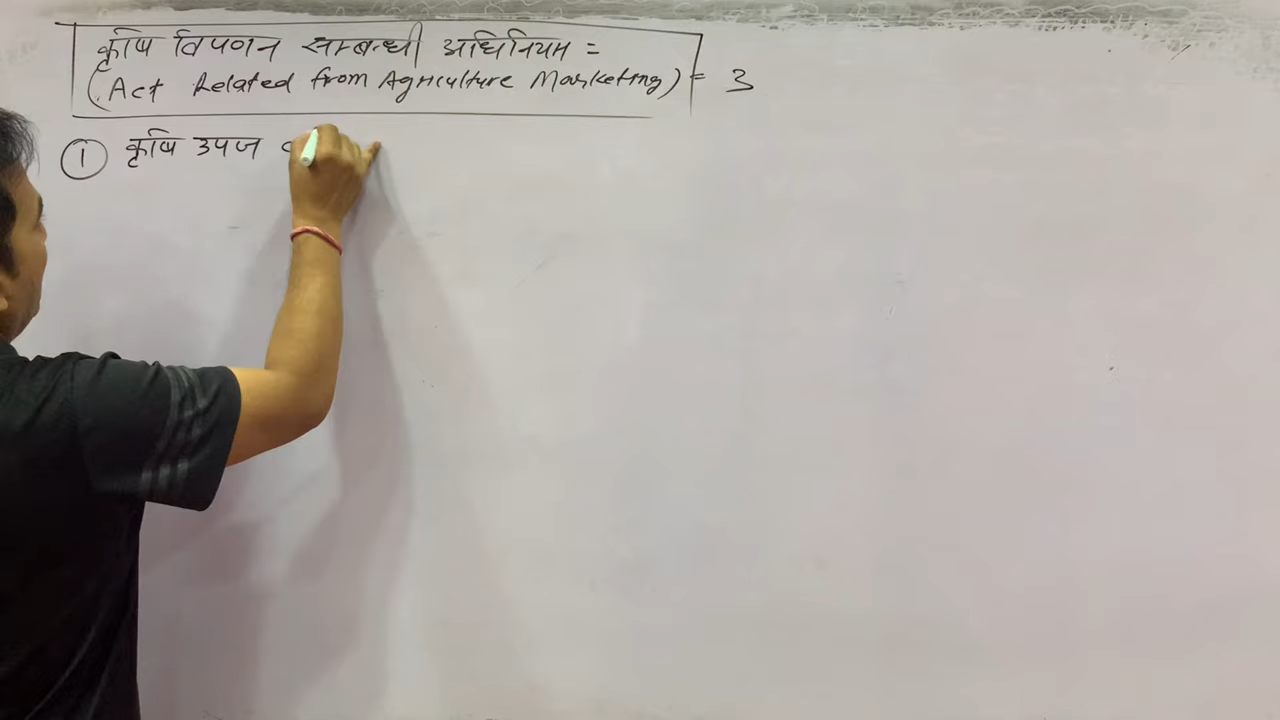 कृषि विपणन सम्बन्धी अधिनियम =
(Act Related from Agriculture Marketing) = 3
① कृषि उपज